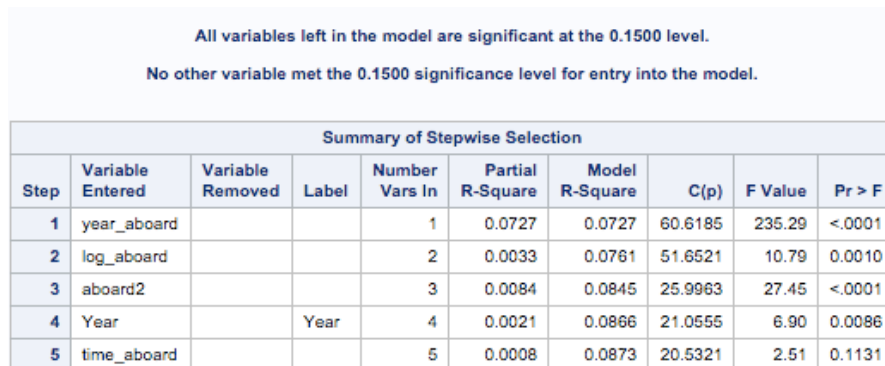 All variables left in the model are significant at the 0.1500 level.
No other variable met the 0.1500 significance level for entry into the model.
Summary of Stepwise Selection
Step Variable Entered Variable Removed Label Number Vars In Partial R-Square Model R-Square C(p) F Value Pr > F
1 year_aboard 1 0.0727 0.0727 60.6185 235.29 <.0001
2 log_aboard 2 0.0033 0.0761 51.6521 10.79 0.0010
3 aboard2 3 0.0084 0.0845 25.9963 27.45 <.0001
4 Year Year 4 0.0021 0.0866 21.0555 6.90 0.0086
5 time_aboard 5 0.0008 0.0873 20.5321 2.51 0.1131